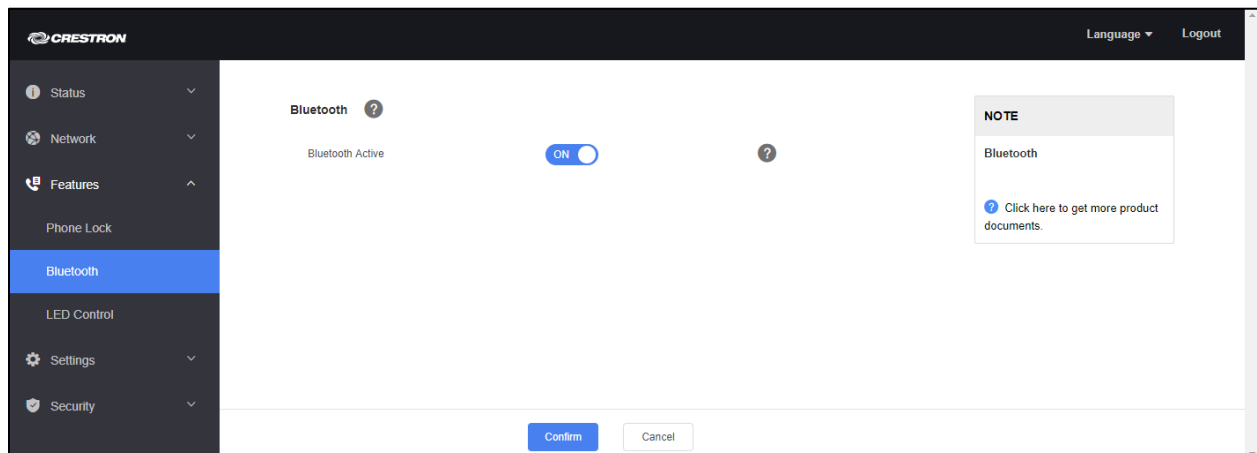 CRESTRON
Language
Logout
Status
Network
Features
Phone Lock
Bluetooth
LED Control
Settings
Security
Bluetooth ?
Bluetooth Active ON ?
NOTE
Bluetooth
? Click here to get more product
documents.
Confirm
Cancel